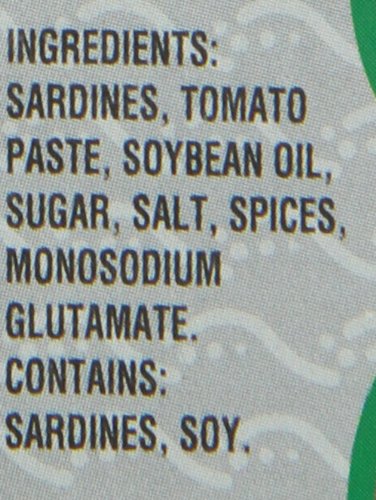 INGREDIENTS:
SARDINES, TOMATO
PASTE, SOYBEAN OIL,
SUGAR, SALT, SPICES,
MONOSODIUM
GLUTAMATE.
CONTAINS:
SARDINES, SOY.